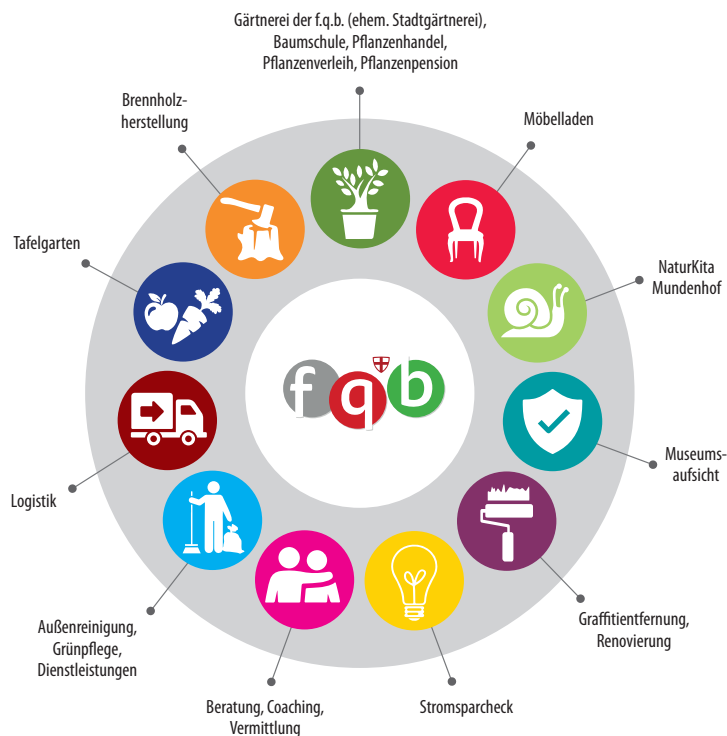 Gärtnerei der f.q.b. (ehem. Stadtgärtnerei),
Baumschule, Pflanzenhandel,
Pflanzenverleih, Pflanzenpension
Brennholz-
herstellung
Möbelladen
Tafelgarten
NaturKita
Mundenhof
fqb
Museums-
aufsicht
Logistik
Graffitientfernung,
Renovierung
Außenreinigung,
Grünpflege,
Dienstleistungen
Beratung, Coaching,
Vermittlung
Stromsparcheck